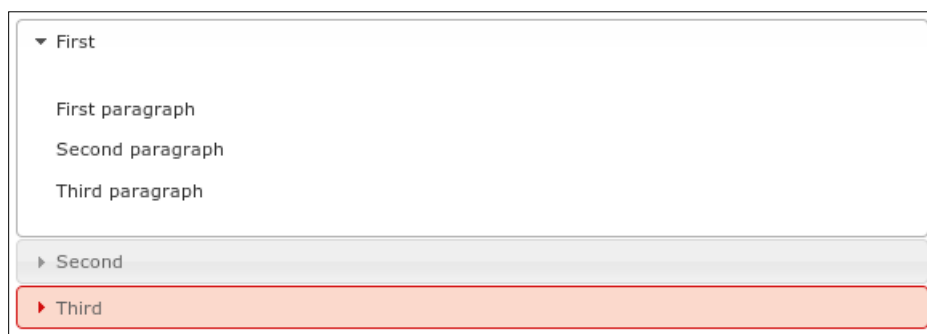 First
First paragraph
Second paragraph
Third paragraph
Second
Third